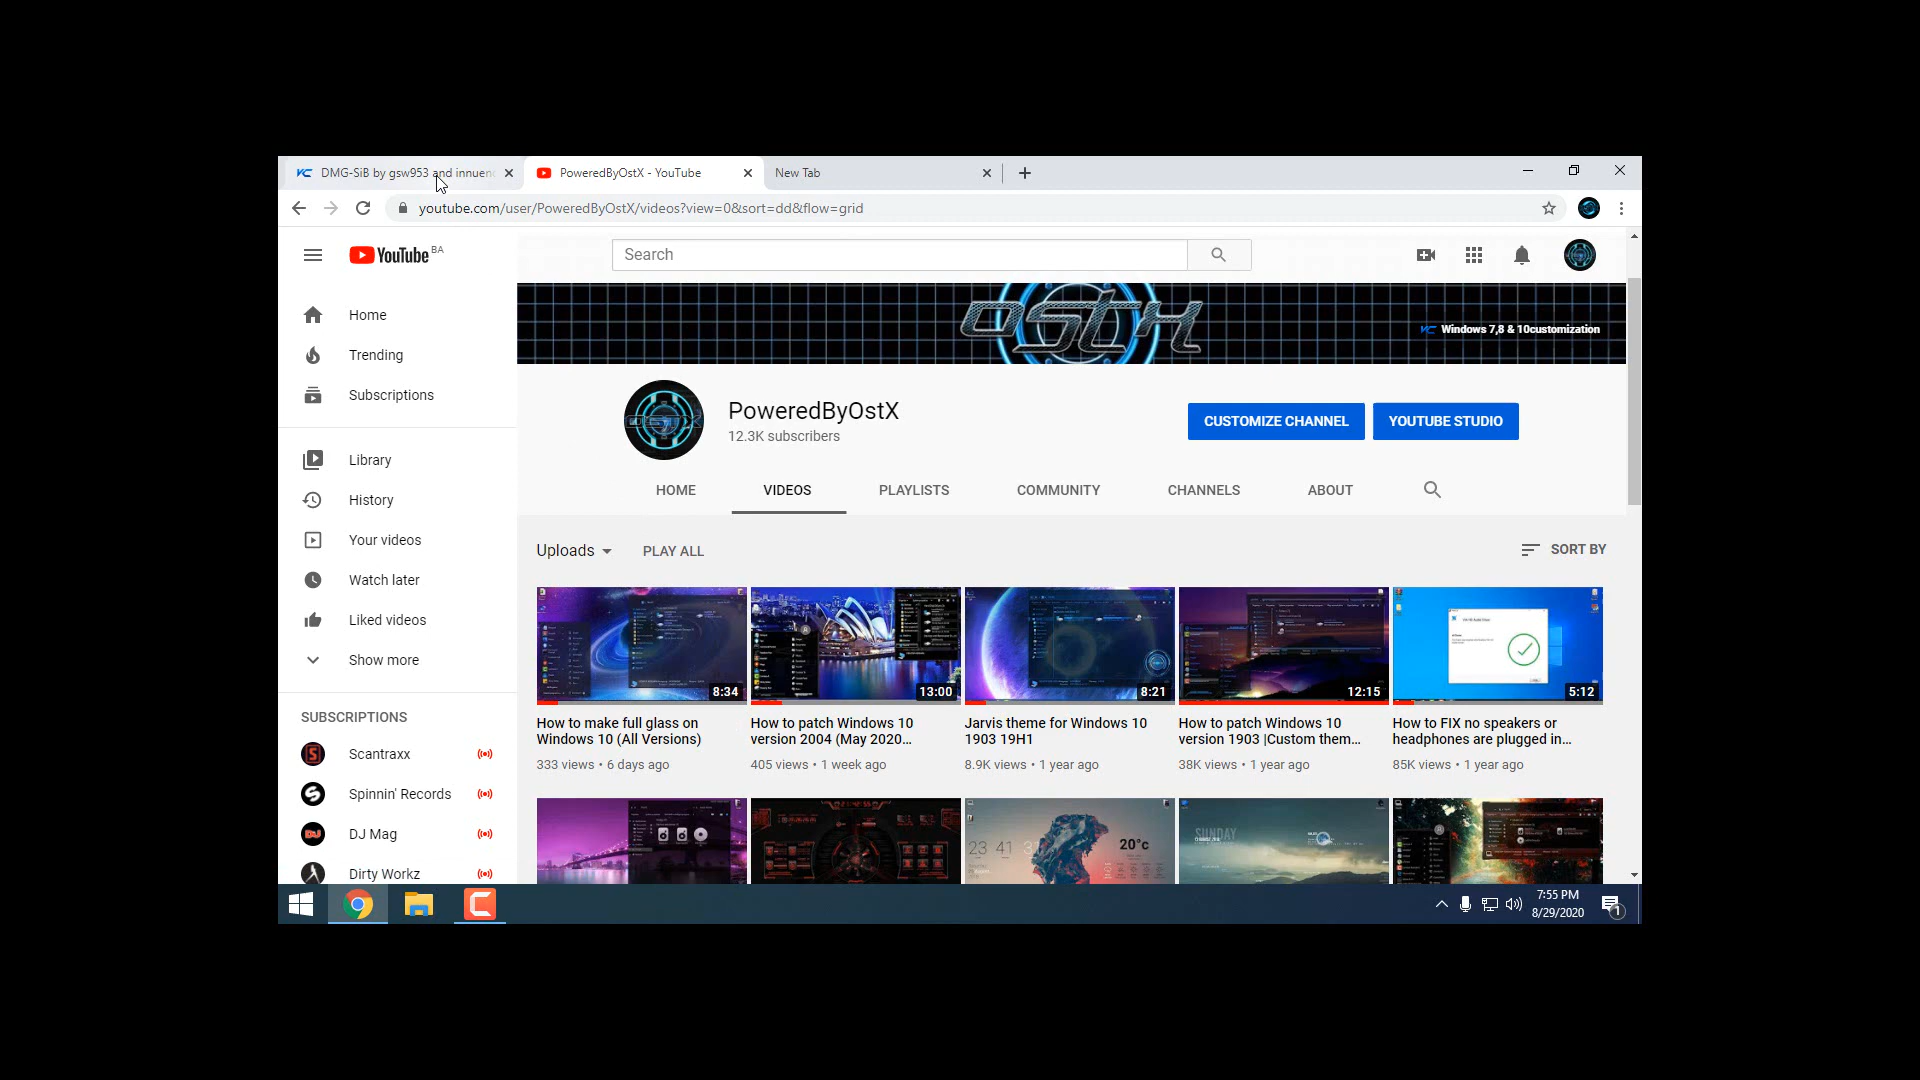 DMG-SiB by gsw953 and innuen
PoweredByOstX - YouTube
New Tab
youtube.com/user/PoweredByOstX/videos?view=0&sort=dd&flow=grid
YouTube BA
Search
OSTX
Windows 7,8 & 10customization
Home
Trending
Subscriptions
Library
History
Your videos
Watch later
Liked videos
Show more
SUBSCRIPTIONS
Scantraxx
Spinnin' Records
DJ Mag
Dirty Workz
PoweredByOstX
12.3K subscribers
CUSTOMIZE CHANNEL
YOUTUBE STUDIO
HOME VIDEOS PLAYLISTS COMMUNITY CHANNELS ABOUT
Uploads
PLAY ALL
SORT BY
8:34
How to make full glass on
Windows 10 (All Versions)
333 views • 6 days ago
13:00
How to patch Windows 10
version 2004 (May 2020...
405 views • 1 week ago
8:21
Jarvis theme for Windows 10
1903 19H1
8.9K views • 1 year ago
12:15
How to patch Windows 10
version 1903 |Custom them...
38K views • 1 year ago
5:12
How to FIX no speakers or
headphones are plugged in...
85K views • 1 year ago
23 41
20°c
SUNDAY
7:55 PM
8/29/2020
1